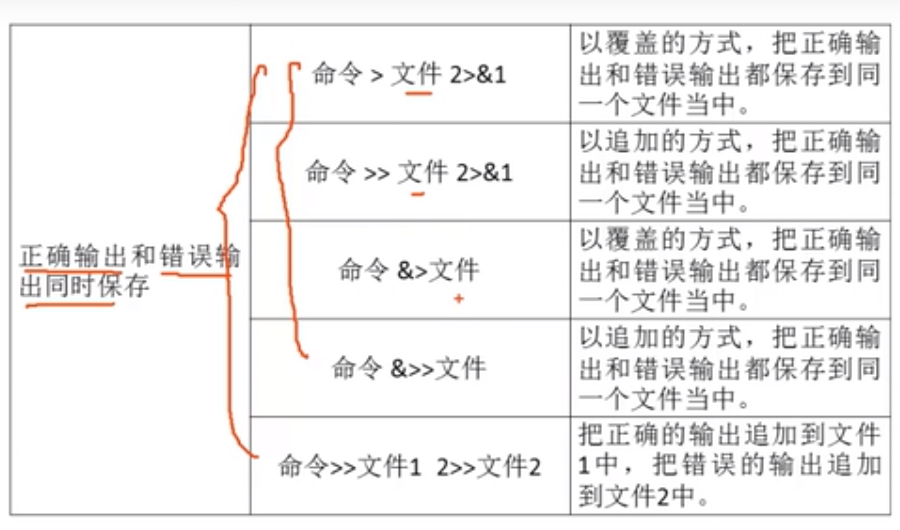 正确输出和错误输
出同时保存
命令 > 文件 2>&1
以覆盖的方式，把正确输
出和错误输出都保存到同
一个文件当中。
命令 >> 文件 2>&1
以追加的方式，把正确输
出和错误输出都保存到同
一个文件当中。
命令 &>文件
以覆盖的方式，把正确输
出和错误输出都保存到同
一个文件当中。
命令 &>>文件
以追加的方式，把正确输
出和错误输出都保存到同
一个文件当中。
命令>>文件1 2>>文件2
把正确的输出追加到文件
1中，把错误的输出追加
到文件2中。